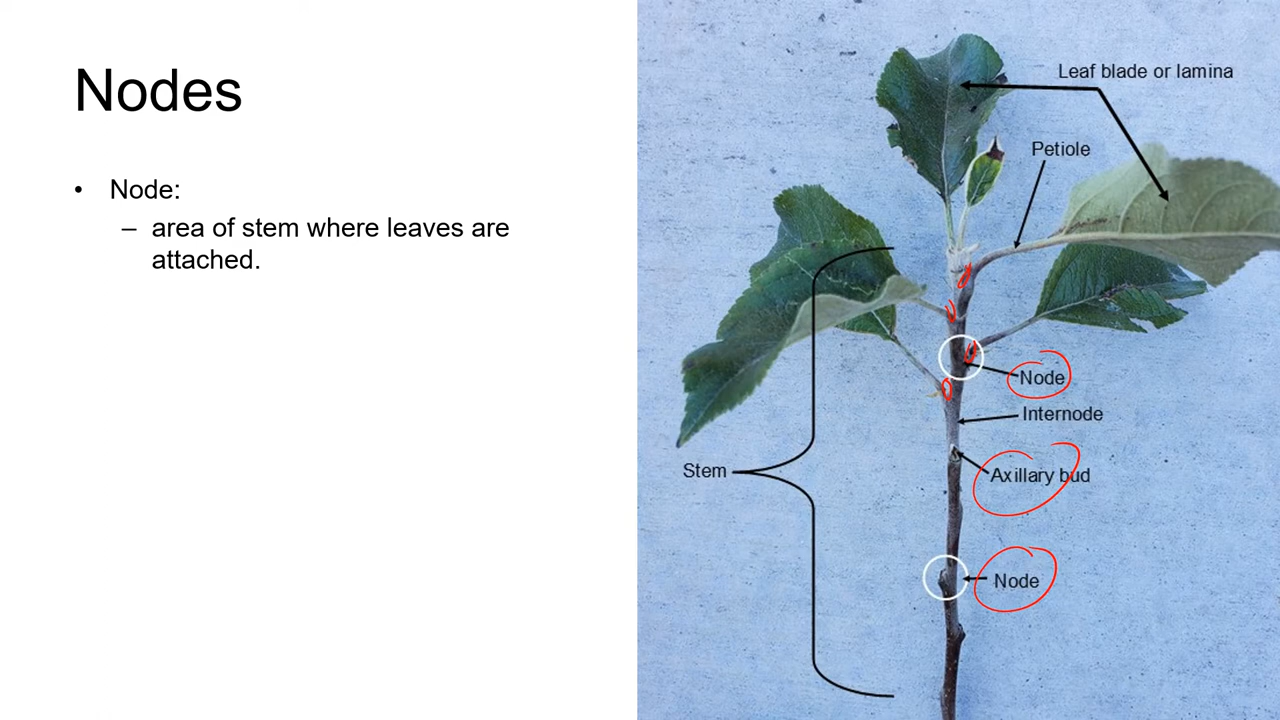 Nodes
• Node:
– area of stem where leaves are
attached.
Leaf blade or lamina
Petiole
Node
Internode
Axillary bud
Stem
Node